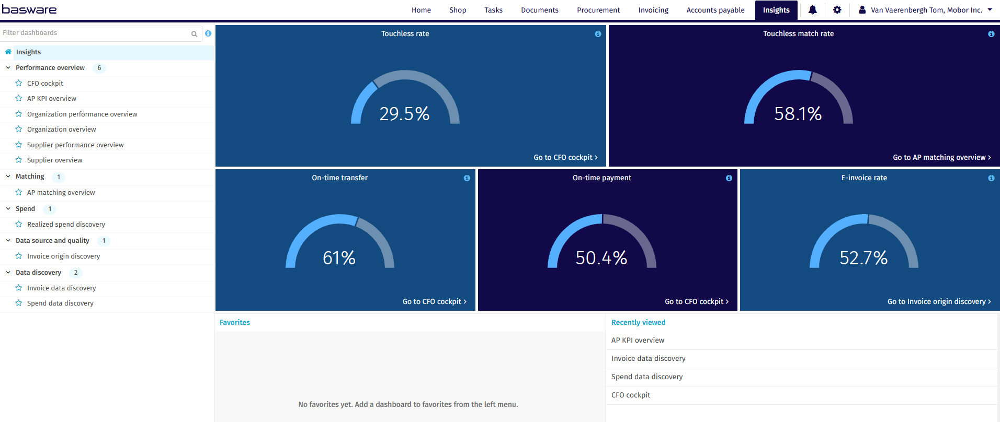 basware
Home Shop Tasks Documents Procurement Invoicing Accounts payable Insights Van Vaerenbergh Tom, Mobor Inc.
Filter dashboards
Insights
Performance overview 6
CFO cockpit
AP KPI overview
Organization performance overview
Organization overview
Supplier performance overview
Supplier overview
Matching 1
AP matching overview
Spend 1
Realized spend discovery
Data source and quality 1
Invoice origin discovery
Data discovery 2
Invoice data discovery
Spend data discovery
Touchless rate
29.5%
Go to CFO cockpit >
Touchless match rate
58.1%
Go to AP matching overview >
On-time transfer
61%
Go to CFO cockpit >
On-time payment
50.4%
Go to CFO cockpit >
E-invoice rate
52.7%
Go to Invoice origin discovery >
Favorites
No favorites yet. Add a dashboard to favorites from the left menu.
Recently viewed
AP KPI overview
Invoice data discovery
Spend data discovery
CFO cockpit